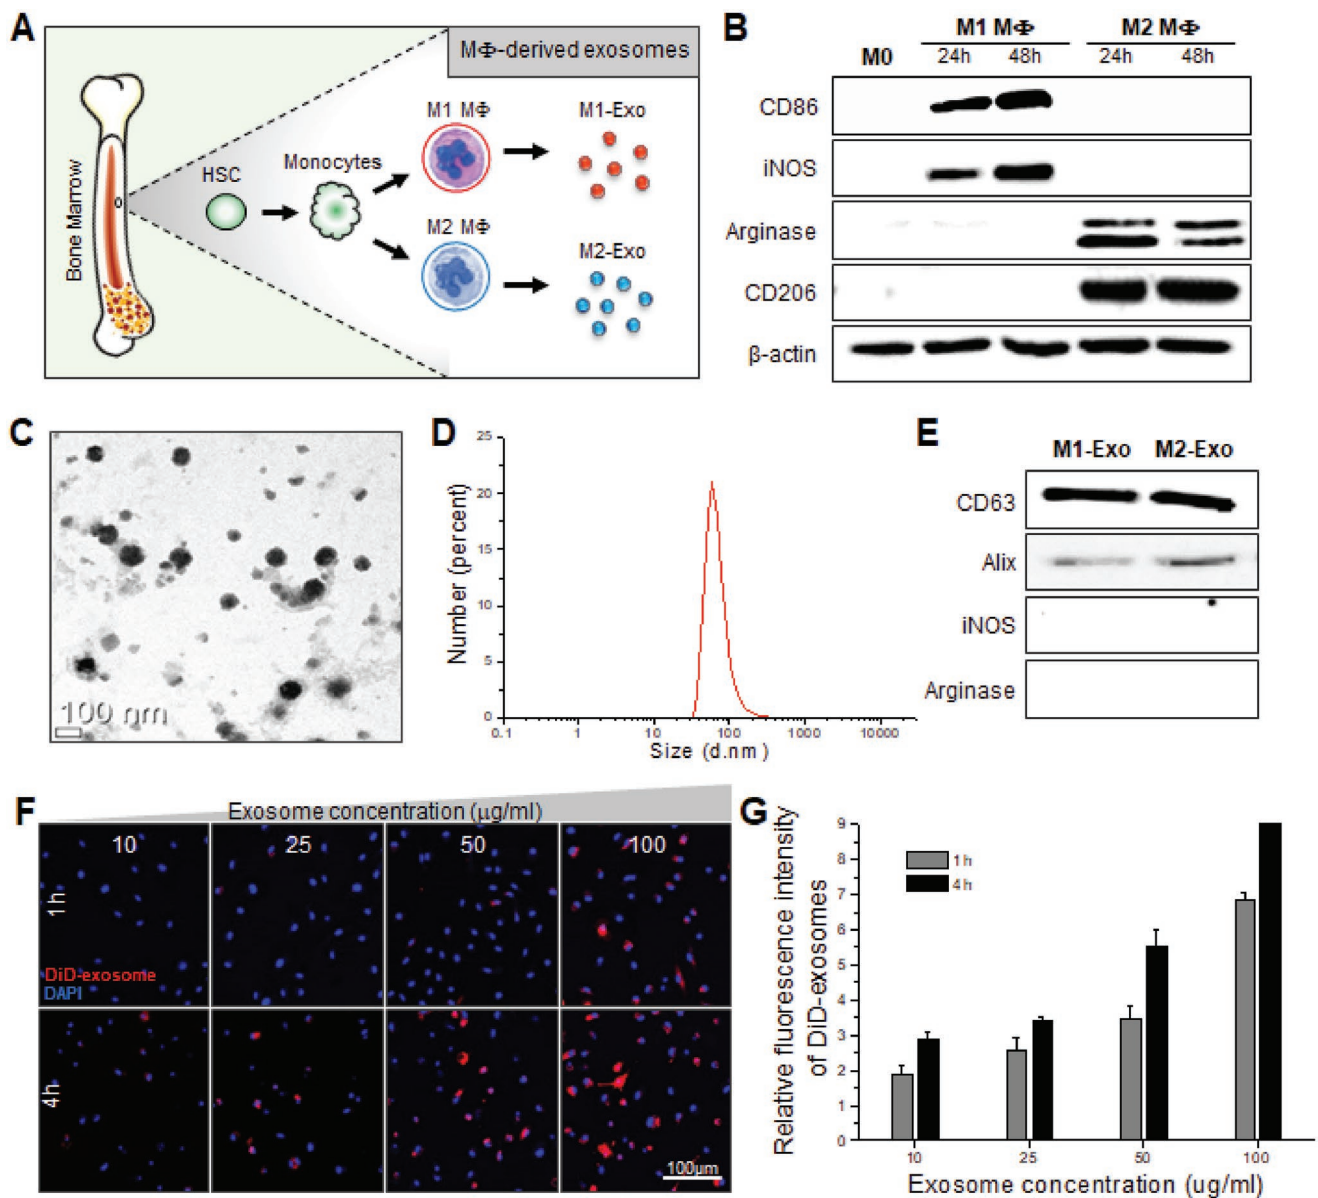 A
MΦ-derived exosomes
M1 MΦ
M1-Exo
HSC
Monocytes
M2 MΦ
M2-Exo
Bone Marrow
B
M1 MΦ
M2 MΦ
M0
24h
48h
24h
48h
CD86
iNOS
Arginase
CD206
β-actin
C
100 nm
D
25
20
15
10
5
0
Number (percent)
0.1
1
10
100
1000
10000
Size (d.nm)
E
M1-Exo
M2-Exo
CD63
Alix
iNOS
Arginase
F
Exosome concentration (μg/ml)
10
25
50
100
1h
DiD-exosome
DAPI
4h
100μm
G
Relative fluorescence intensity
of DiD-exosomes
9
8
7
6
5
4
3
2
1
0
1h
4h
10
25
50
100
Exosome concentration (ug/ml)